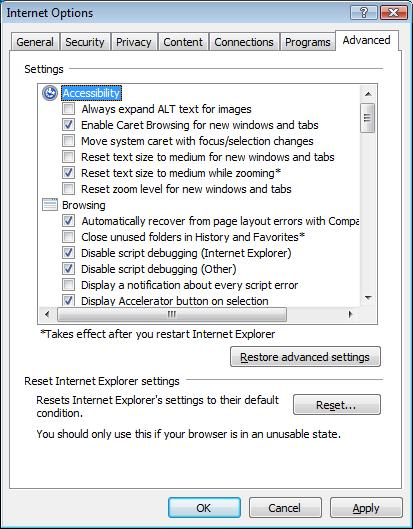 Internet Options
General Security Privacy Content Connections Programs Advanced
Settings
Accessibility
Always expand ALT text for images
Enable Caret Browsing for new windows and tabs
Move system caret with focus/selection changes
Reset text size to medium for new windows and tabs
Reset text size to medium while zooming*
Reset zoom level for new windows and tabs
Browsing
Automatically recover from page layout errors with Compa
Close unused folders in History and Favorites*
Disable script debugging (Internet Explorer)
Disable script debugging (Other)
Display a notification about every script error
Display Accelerator button on selection
*Takes effect after you restart Internet Explorer
Restore advanced settings
Reset Internet Explorer settings
Resets Internet Explorer's settings to their default
condition.
Reset...
You should only use this if your browser is in an unusable state.
OK Cancel Apply